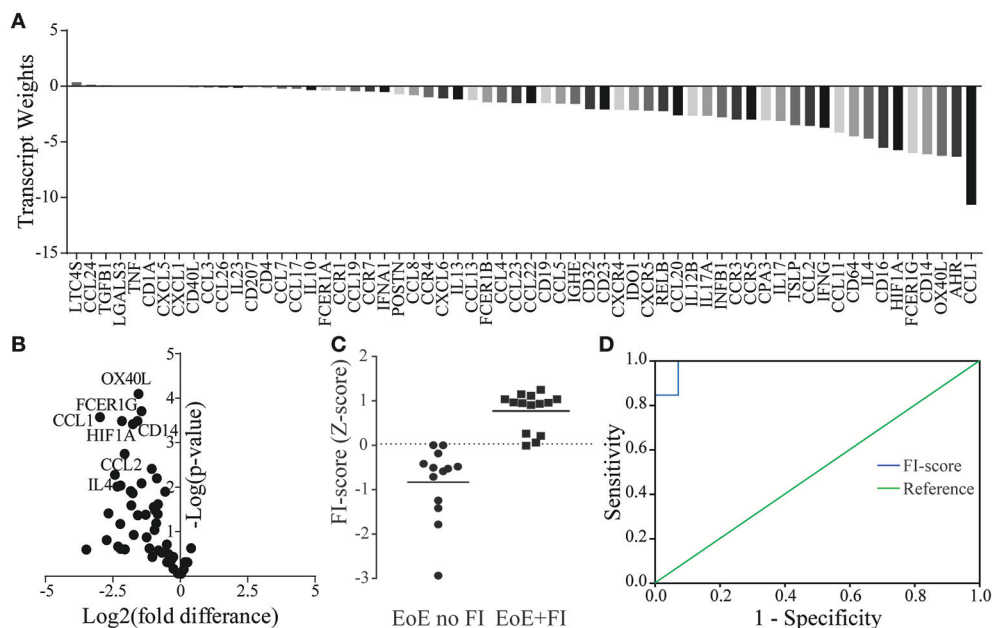 A
Transcript Weights
5
0
-5
-10
-15
LTC4S
CCL24
TGFB1
LGALS3
TNF
CD1A
CXCL5
CXCL1
CD40L
CCL3
CCL26
IL23
CD207
CD4
CCL7
CCL17
IL10
FCER1A
CCR1
CCL19
CCR7
IFNA1
POSTN
CCL8
CCR4
CXCL6
IL13
CCL13
FCER1B
CCL4
CCL23
CCL22
CD19
CCL5
IGHE
CD32
CD23
CXCR4
IDO1
CXCR5
RELB
CCL20
IL12B
IL17A
INFB1
CCR3
CCR5
CPA3
IL17
TSLP
CCL2
IFNG
CCL11
CD64
IL4
CD16
HIF1A
FCER1G
CD14
OX40L
AHR
CCL1
B
5
4
3
2
1
-Log(p-value)
OX40L
FCER1G
CCL1
HIF1A
CD14
CCL2
IL4
-5
-2.5
0
2.5
5
Log2(fold difference)
C
FI-score (Z-score)
2
1
0
-1
-2
-3
EoE no FI
EoE+FI
D
Sensitivity
1.0
0.8
0.6
0.4
0.2
0.0
FI-score
Reference
0.0
0.2
0.4
0.6
0.8
1.0
1 - Specificity